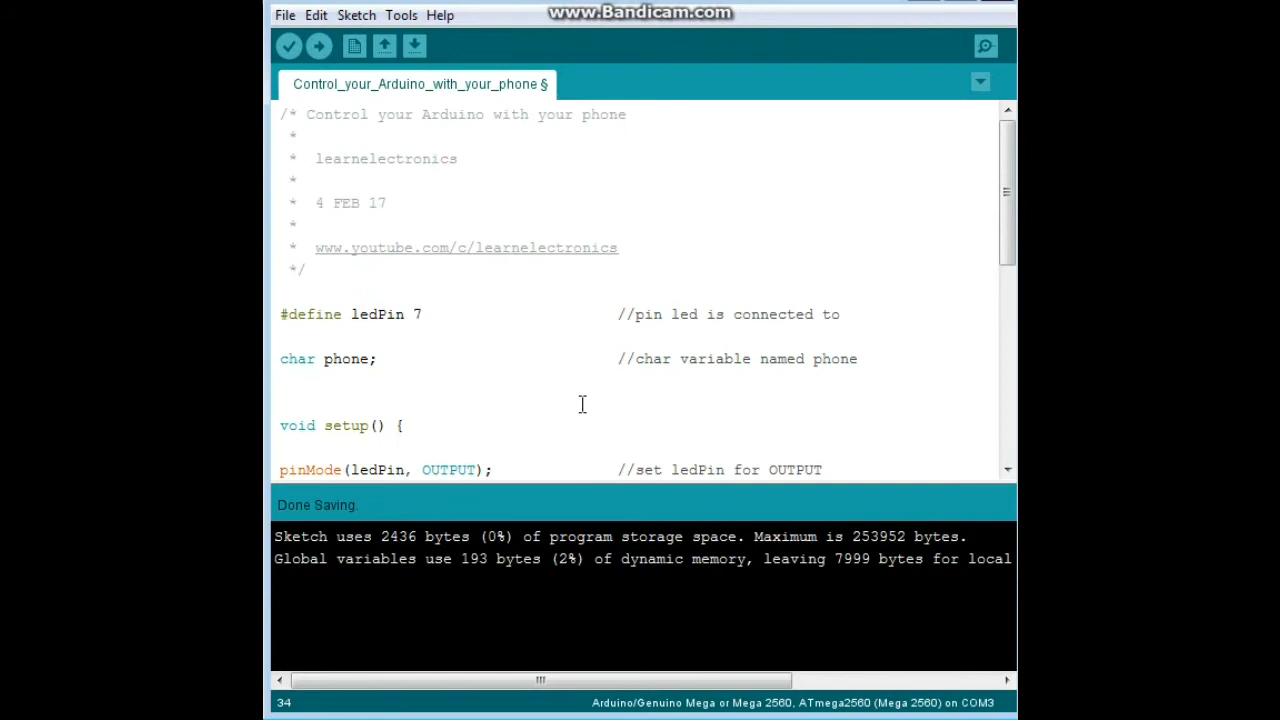 www.Bandicam.com
File Edit Sketch Tools Help
Control_your_Arduino_with_your_phone §
/* Control your Arduino with your phone
*
* learnelectronics
*
* 4 FEB 17
*
* www.youtube.com/c/learnelectronics
*/
#define ledPin 7 //pin led is connected to
char phone; //char variable named phone
void setup() {
pinMode(ledPin, OUTPUT); //set ledPin for OUTPUT
Done Saving.
Sketch uses 2436 bytes (0%) of program storage space. Maximum is 253952 bytes.
Global variables use 193 bytes (2%) of dynamic memory, leaving 7999 bytes for local
34 Arduino/Genuino Mega or Mega 2560, ATmega2560 (Mega 2560) on COM3